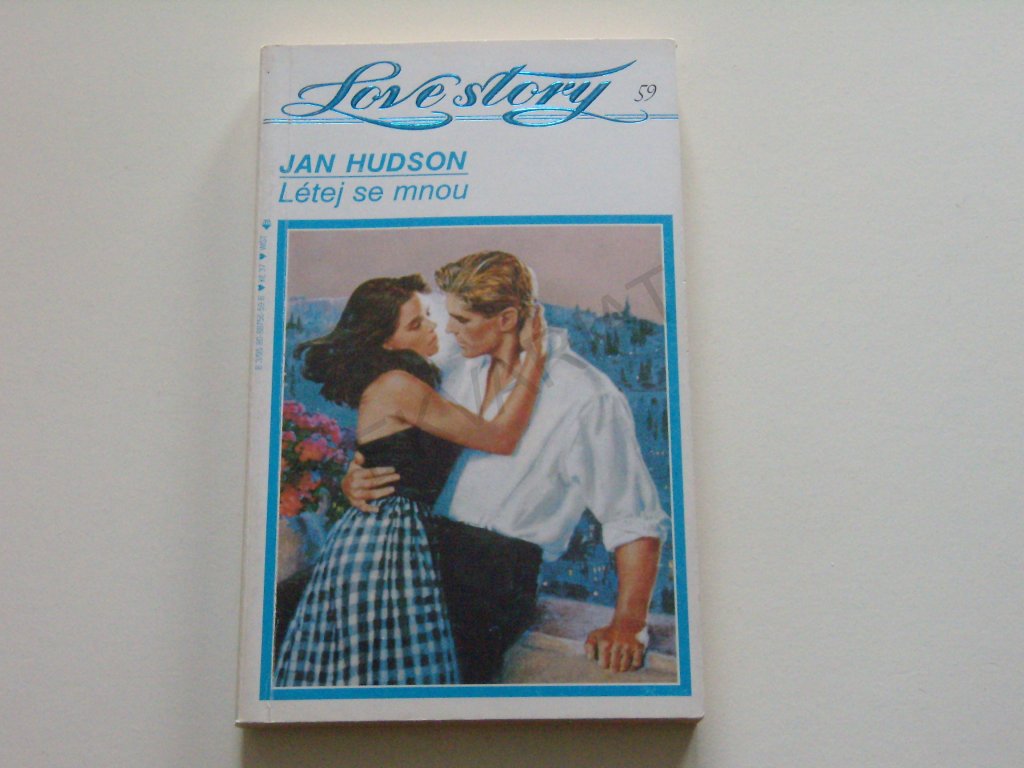 Love story 59
JAN HUDSON
Létej se mnou